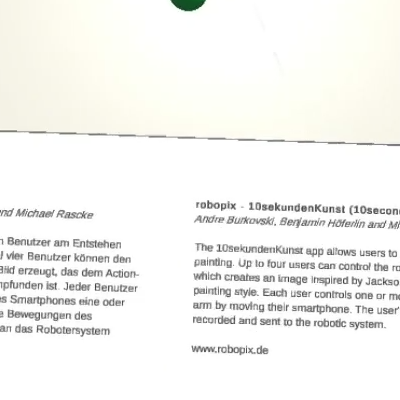 nd Michael Rascke
n Benutzer am Entstehen
vier Benutzer können den
Bild erzeugt, das dem Action-
mpfunden ist. Jeder Benutzer
es Smartphones eine oder
e Bewegungen des
an das Robotersystem
robopix - 10sekundenKunst (10secon
Andre Burkovski, Benjamin Höferlin and Mi
The 10sekundenKunst app allows users to
painting. Up to four users can control the ro
which creates an image inspired by Jackso
painting style. Each user controls one or mo
arm by moving their smartphone. The user'
recorded and sent to the robotic system.
www.robopix.de